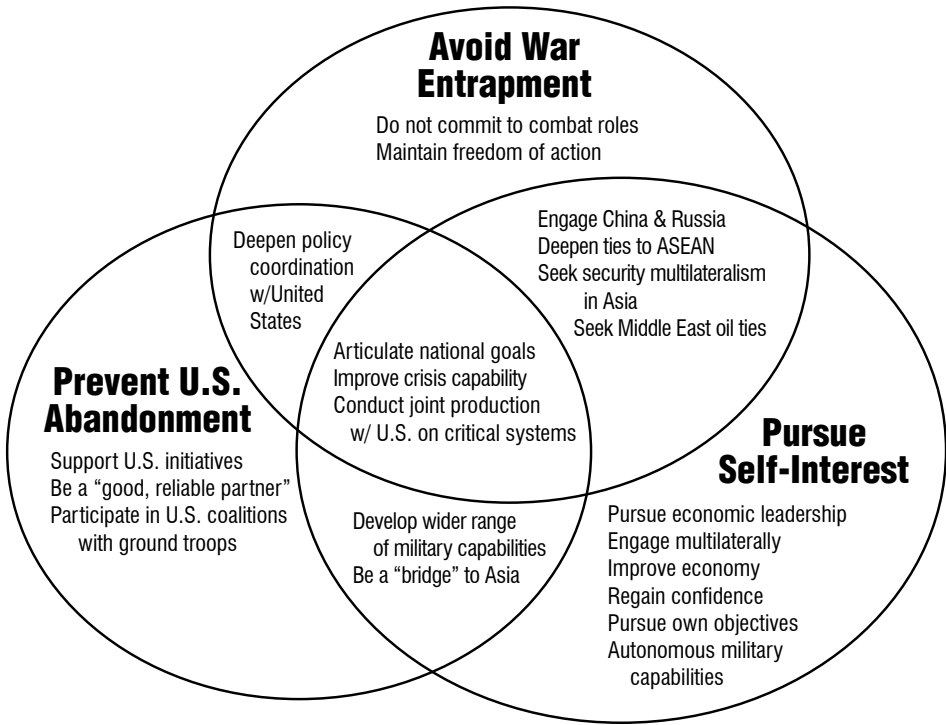 Avoid War
Entrapment
Do not commit to combat roles
Maintain freedom of action
Deepen policy
coordination
w/United
States
Engage China & Russia
Deepen ties to ASEAN
Seek security multilateralism
in Asia
Seek Middle East oil ties
Articulate national goals
Improve crisis capability
Conduct joint production
w/ U.S. on critical systems
Prevent U.S.
Abandonment
Support U.S. initiatives
Be a “good, reliable partner”
Participate in U.S. coalitions
with ground troops
Develop wider range
of military capabilities
Be a “bridge” to Asia
Pursue
Self-Interest
Pursue economic leadership
Engage multilaterally
Improve economy
Regain confidence
Pursue own objectives
Autonomous military
capabilities